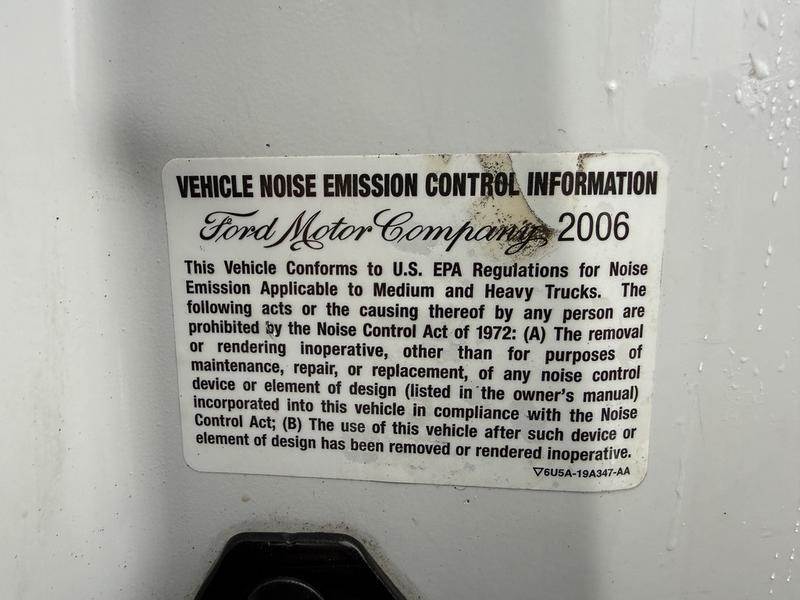 VEHICLE NOISE EMISSION CONTROL INFORMATION
Ford Motor Company 2006
This Vehicle Conforms to U.S. EPA Regulations for Noise
Emission Applicable to Medium and Heavy Trucks. The
following acts or the causing thereof by any person are
prohibited by the Noise Control Act of 1972: (A) The removal
or rendering inoperative, other than for purposes of
maintenance, repair, or replacement, of any noise control
device or element of design (listed in the owner's manual)
incorporated into this vehicle in compliance with the Noise
Control Act; (B) The use of this vehicle after such device or
element of design has been removed or rendered inoperative.
▽6U5A-19A347-AA